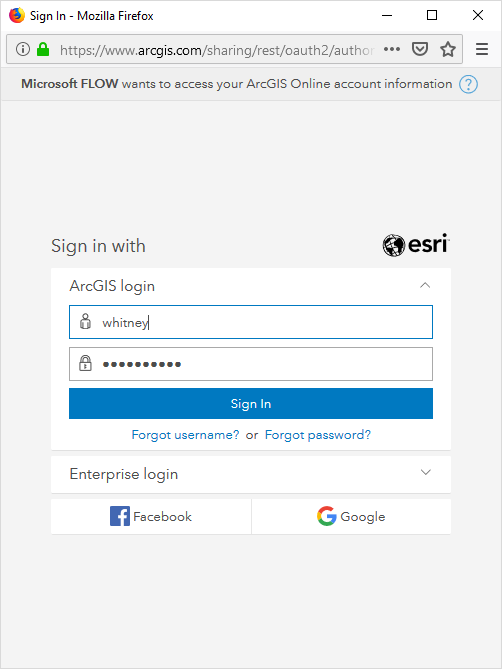 Sign In - Mozilla Firefox
https://www.arcgis.com/sharing/rest/oauth2/author
Microsoft FLOW wants to access your ArcGIS Online account information ?
Sign in with esri
ArcGIS login
whitney
Sign In
Forgot username? or Forgot password?
Enterprise login
Facebook Google